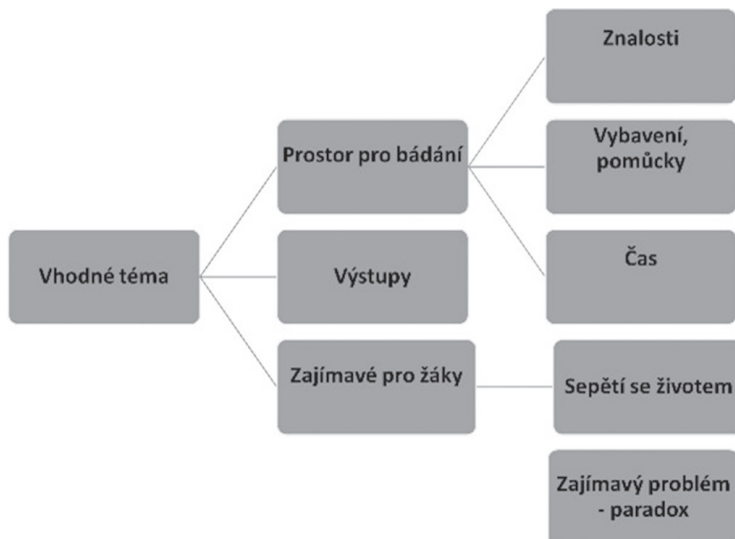 Vhodné téma
Prostor pro bádání
Výstupy
Zajímavé pro žáky
Znalosti
Vybavení,
pomůcky
Čas
Sepětí se životem
Zajímavý problém
- paradox